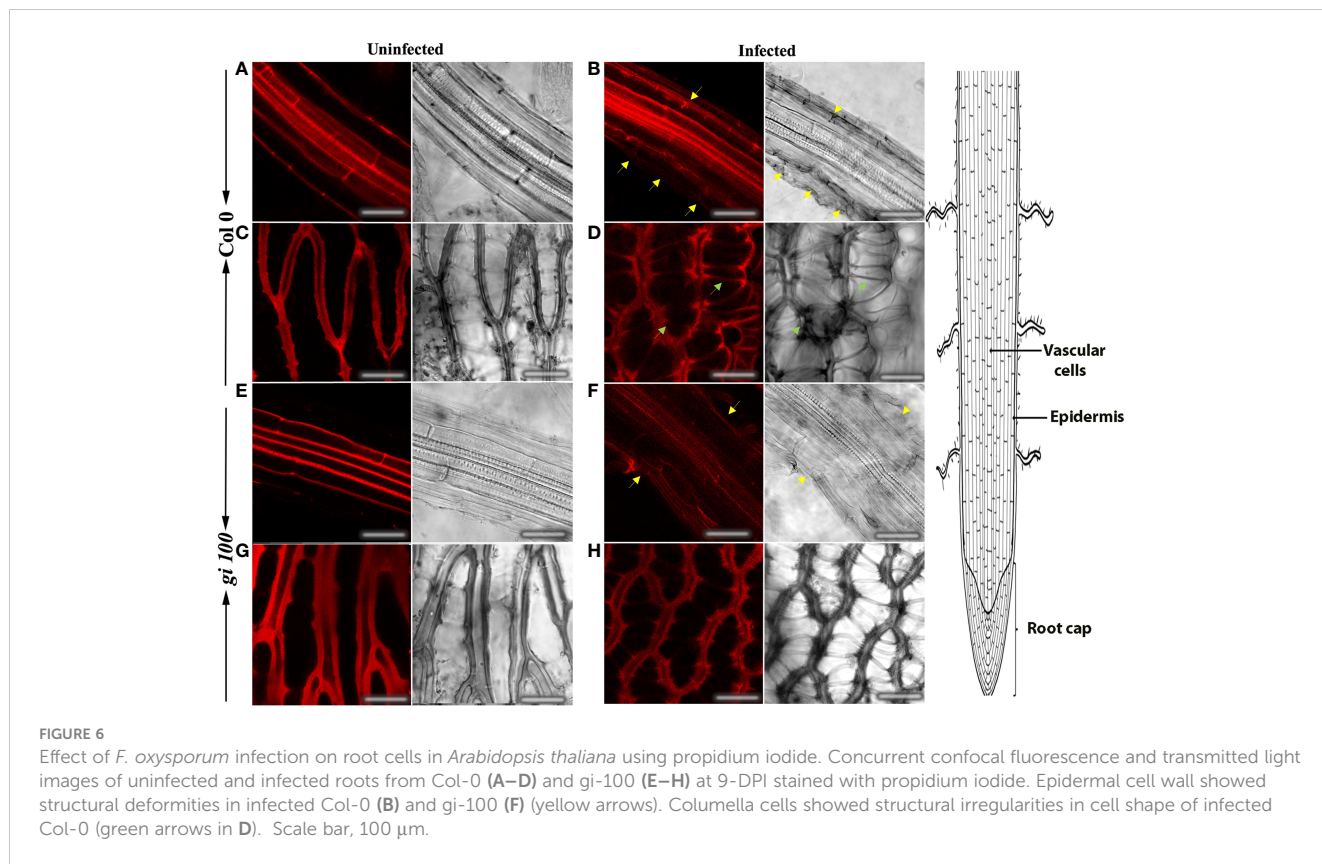 Uninfected
Infected
A
B
Col 0
C
D
E
F
gi 100
G
H
Vascular
cells
Epidermis
Root cap
FIGURE 6
Effect of F. oxysporum infection on root cells in Arabidopsis thaliana using propidium iodide. Concurrent confocal fluorescence and transmitted light
images of uninfected and infected roots from Col-0 (A–D) and gi-100 (E–H) at 9-DPI stained with propidium iodide. Epidermal cell wall showed
structural deformities in infected Col-0 (B) and gi-100 (F) (yellow arrows). Columella cells showed structural irregularities in cell shape of infected
Col-0 (green arrows in D). Scale bar, 100 μm.